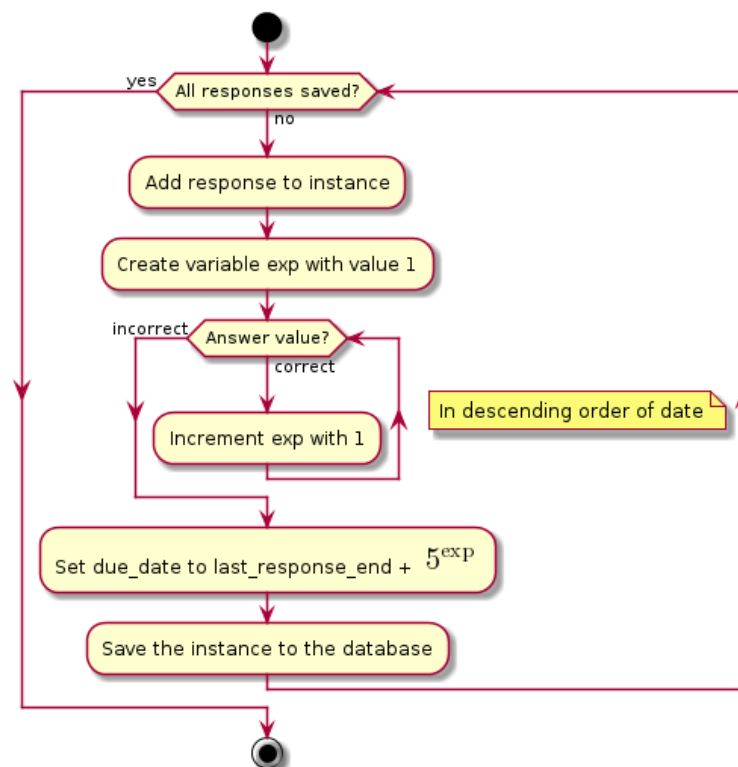 yes
All responses saved?
no
Add response to instance
Create variable exp with value 1
incorrect
Answer value?
correct
In descending order of date
Increment exp with 1
Set due_date to last_response_end + 5^exp
Save the instance to the database